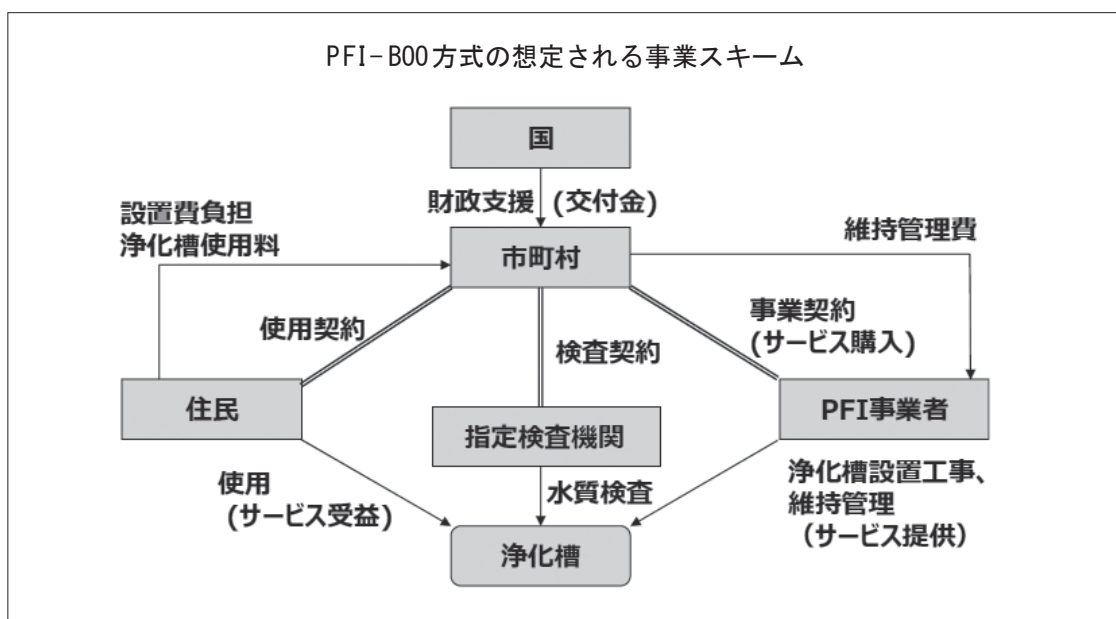 PFI-BOO方式の想定される事業スキーム
国
財政支援 (交付金)
設置費負担
浄化槽使用料
市町村
維持管理費
使用契約
検査契約
事業契約
(サービス購入)
住民
指定検査機関
PFI事業者
使用
(サービス受益)
水質検査
浄化槽設置工事、
維持管理
(サービス提供)
浄化槽